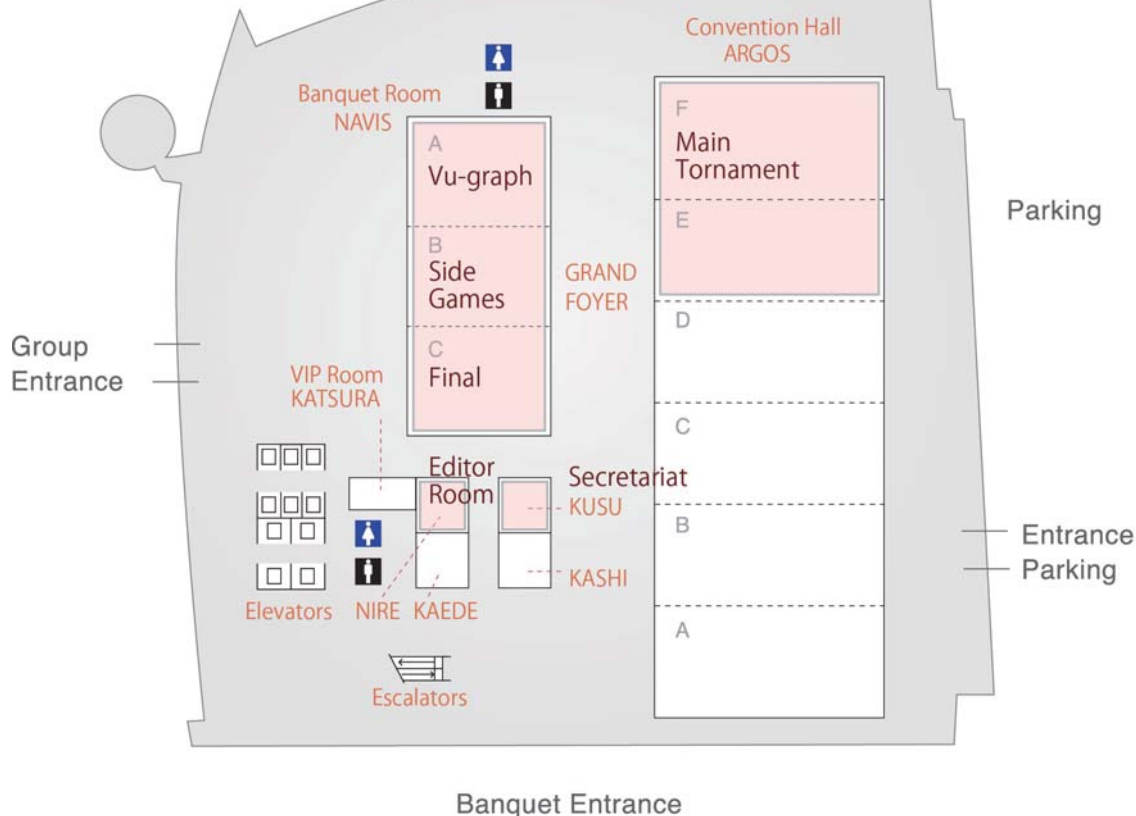 Convention Hall
ARGOS
Banquet Room
NAVIS
A
Vu-graph
B
Side
Games
C
Final
F
Main
Tornament
E
D
C
B
A
Parking
GRAND
FOYER
Group
Entrance
VIP Room
KATSURA
Editor
Room
Secretariat
KUSU
KASHI
Entrance
Parking
Elevators
NIRE
KAEDE
Escalators
Banquet Entrance